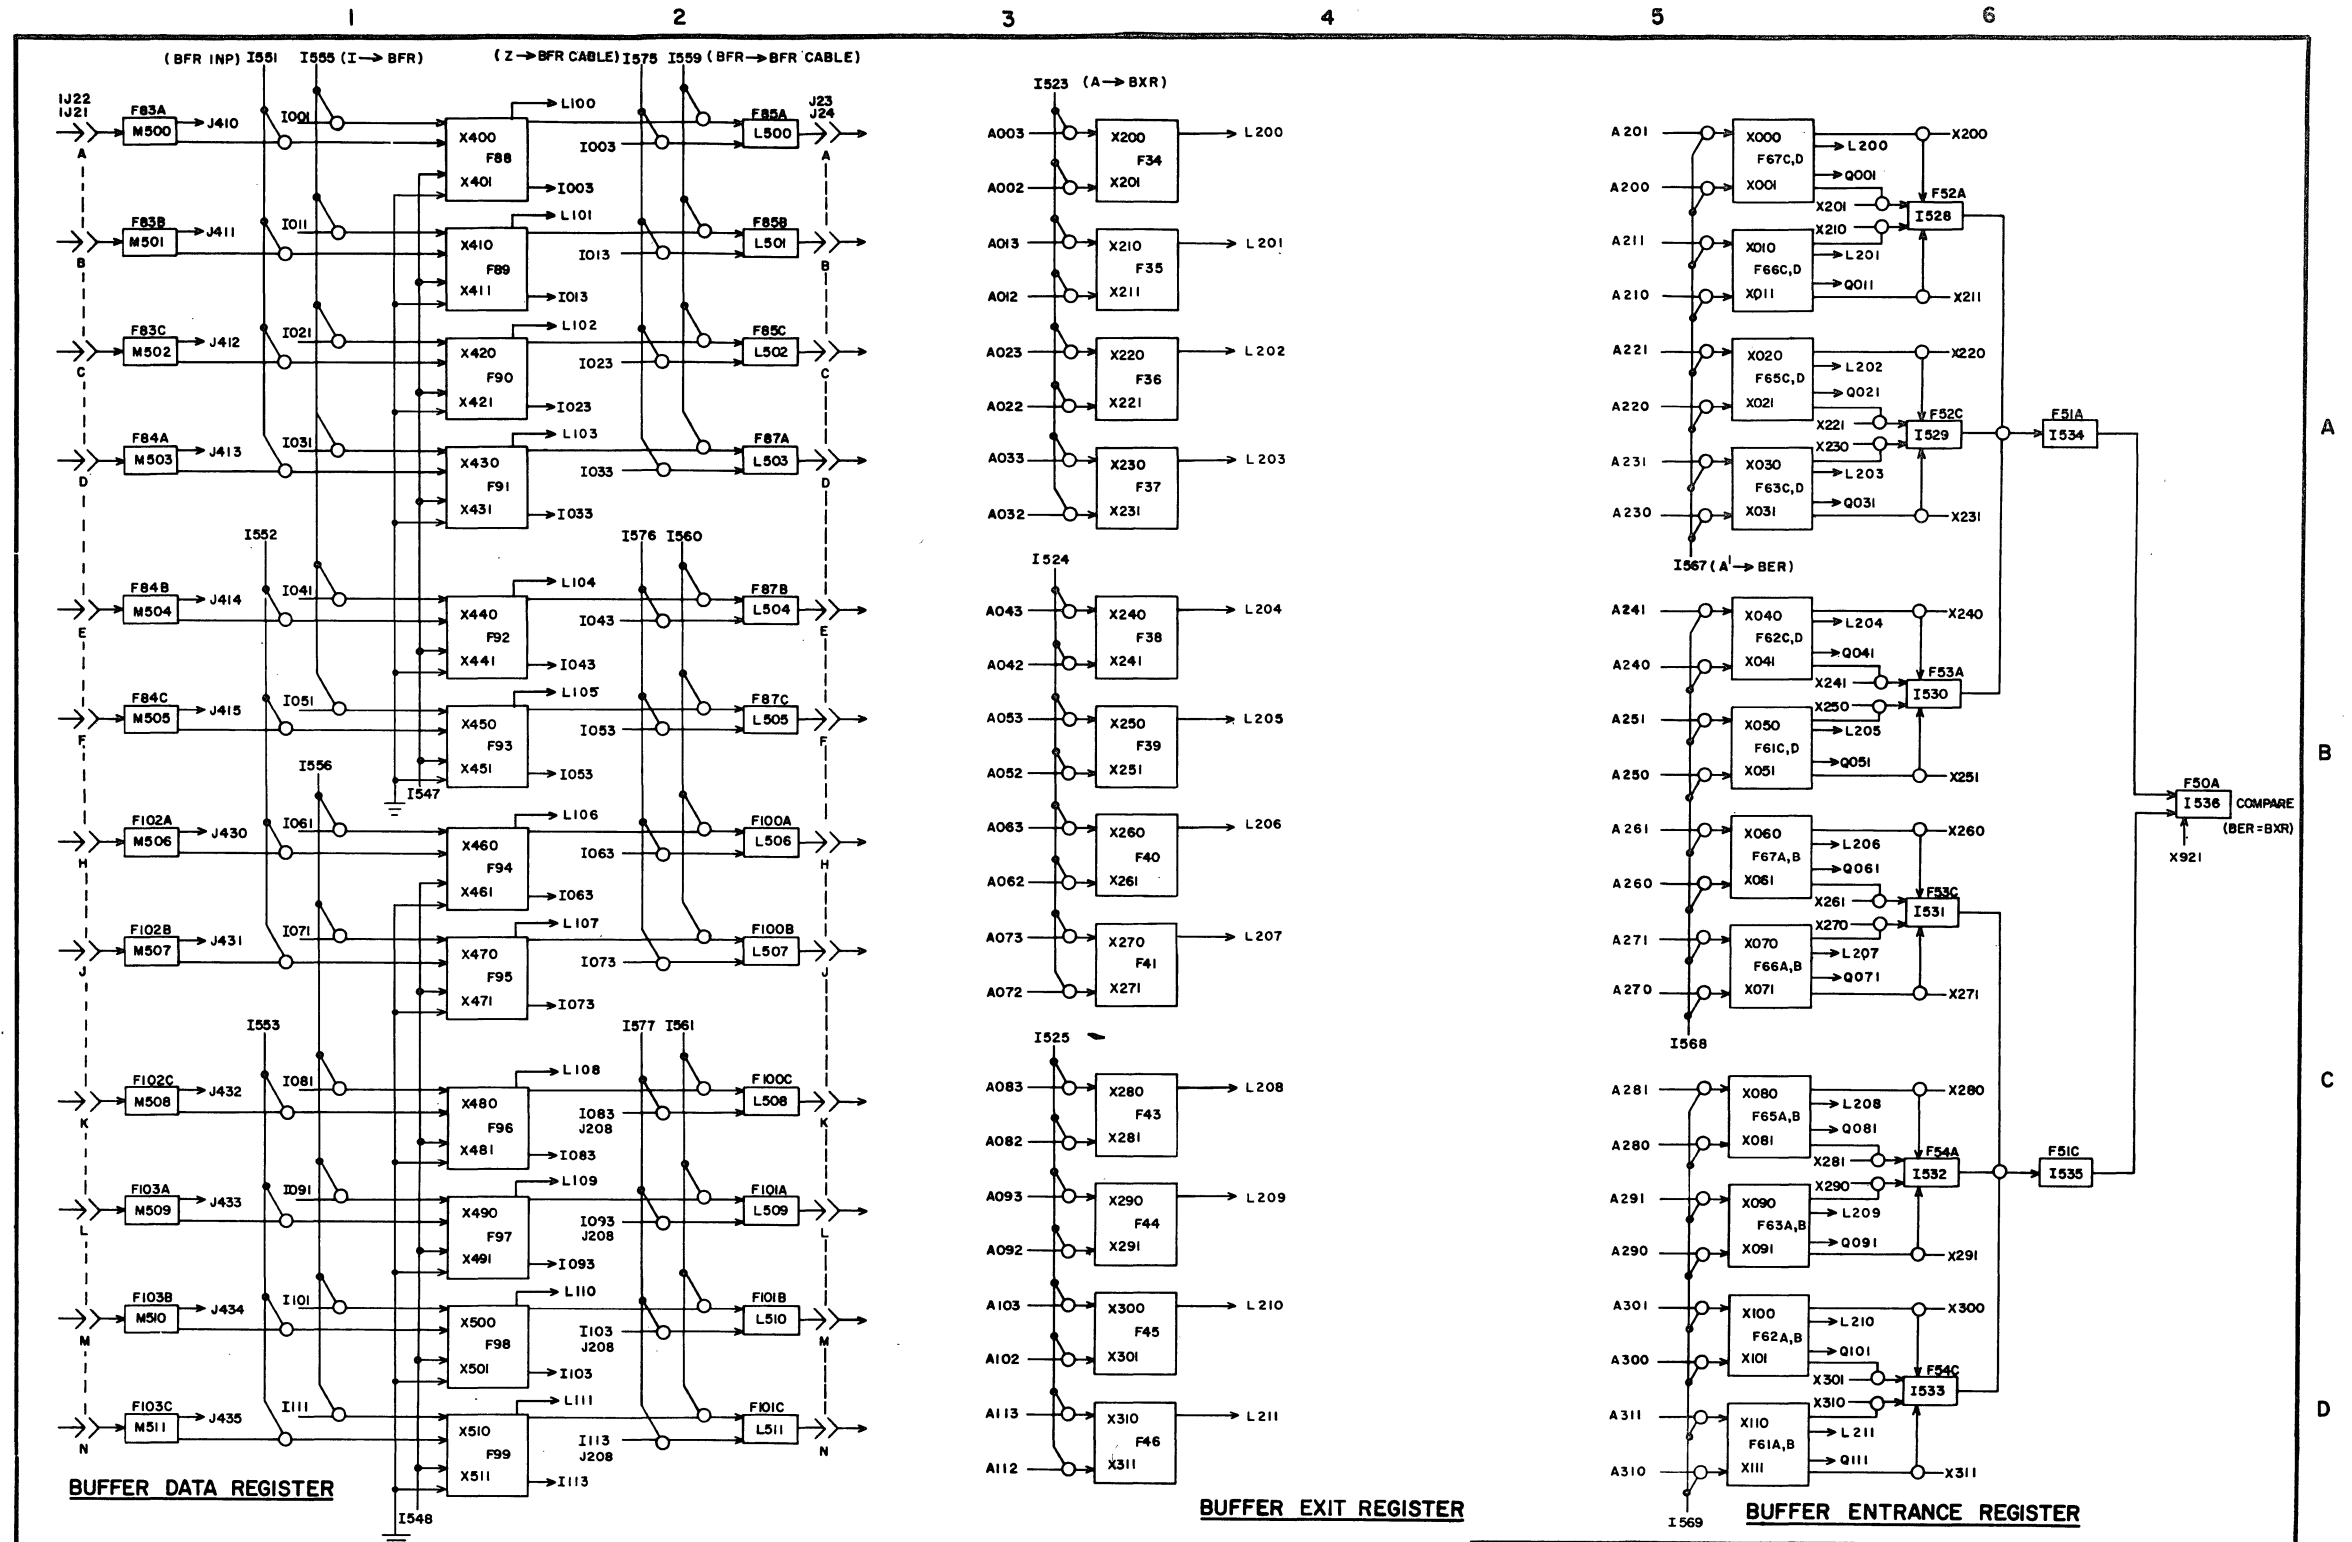 1 2 3 4 5 6
(BFR INP) I551 I555 (I→BFR) (Z→BFR CABLE) I575 I559 (BFR→BFR CABLE)
I523 (A→BXR)
1J22
1J21
J23
J24
F83A M500 J410 I001 X400 F88 X401 L100 I003 I003 F85A L500
A A
F83B M501 J411 I011 X410 F89 X411 L101 I013 I013 F85B L501
B B
F83C M502 J412 I021 X420 F90 X421 L102 I023 I023 F85C L502
C C
F84A M503 J413 I031 X430 F91 X431 L103 I033 I033 F87A L503
D D
I552 I576 I560
F84B M504 J414 I041 X440 F92 X441 L104 I043 I043 F87B L504
E E
F84C M505 J415 I051 X450 F93 X451 L105 I053 I053 F87C L505
F F
I556 I547
F102A M506 J430 I061 X460 F94 X461 L106 I063 I063 F100A L506
H H
F102B M507 J431 I071 X470 F95 X471 L107 I073 I073 F100B L507
J J
I553 I577 I561
F102C M508 J432 I081 X480 F96 X481 L108 I083 I083 J208 F100C L508
K K
F103A M509 J433 I091 X490 F97 X491 L109 I093 I093 J208 F101A L509
L L
F103B M510 J434 I101 X500 F98 X501 L110 I103 I103 J208 F101B L510
M M
F103C M511 J435 I111 X510 F99 X511 L111 I113 I113 J208 F101C L511
N N
I548
BUFFER DATA REGISTER
A003 A002 X200 F34 X201 L200
A013 A012 X210 F35 X211 L201
A023 A022 X220 F36 X221 L202
A033 A032 X230 F37 X231 L203
I524
A043 A042 X240 F38 X241 L204
A053 A052 X250 F39 X251 L205
A063 A062 X260 F40 X261 L206
A073 A072 X270 F41 X271 L207
I525
A083 A082 X280 F43 X281 L208
A093 A092 X290 F44 X291 L209
A103 A102 X300 F45 X301 L210
A113 A112 X310 F46 X311 L211
BUFFER EXIT REGISTER
A201 A200 X000 F67C,D X001 L200 Q001 X200 X201
F52A I528
A211 A210 X010 F66C,D X011 L201 Q011 X210 X211
A221 A220 X020 F65C,D X021 L202 Q021 X220 X221
F52C I529 F51A I534
A231 A230 X030 F63C,D X031 L203 Q031 X230 X231
I567 (A'→BER)
A241 A240 X040 F62C,D X041 L204 Q041 X240 X241
F53A I530
A251 A250 X050 F61C,D X051 L205 Q051 X250 X251
F50A I536 COMPARE
(BER=BXR)
X921
A261 A260 X060 F67A,B X061 L206 Q061 X260 X261
F53C I531
A271 A270 X070 F66A,B X071 L207 Q071 X270 X271
I568
A281 A280 X080 F65A,B X081 L208 Q081 X280 X281
F54A I532 F51C I535
A291 A290 X090 F63A,B X091 L209 Q091 X290 X291
A301 A300 X100 F62A,B X101 L210 Q101 X300 X301
F54C I533
A311 A310 X110 F61A,B X111 L211 Q111 X310 X311
I569
BUFFER ENTRANCE REGISTER
A
B
C
D